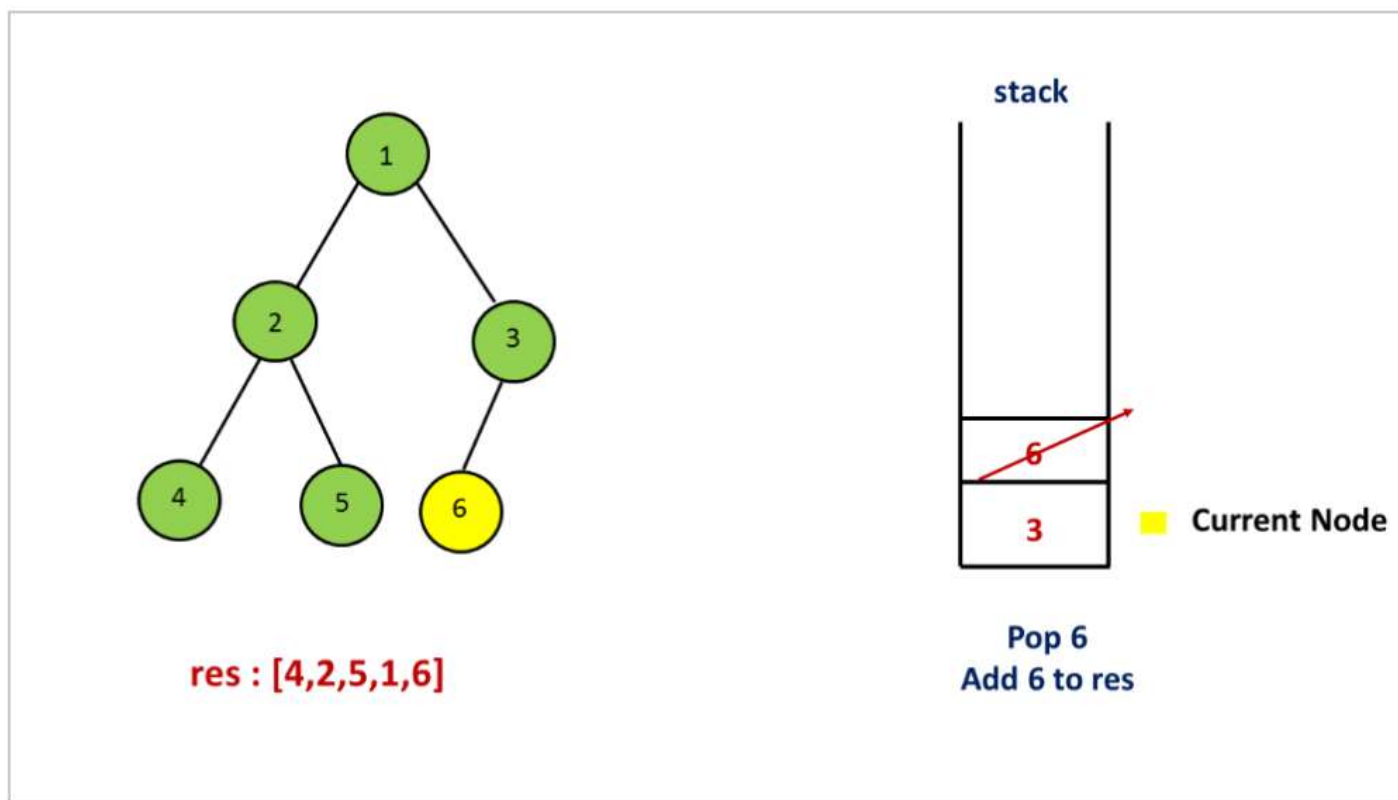 stack
1
2
3
4
5
6
6
3
Current Node
Pop 6
Add 6 to res
res : [4,2,5,1,6]